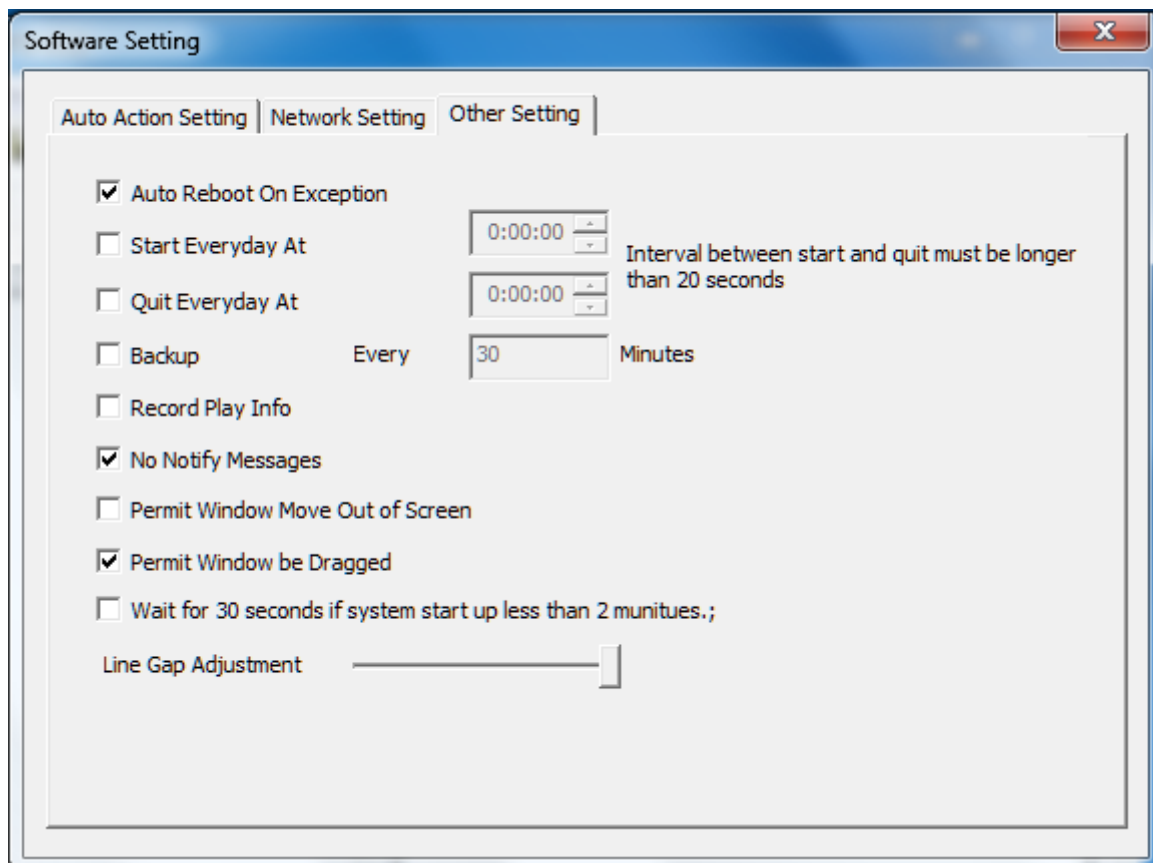 Software Setting
Auto Action Setting
Network Setting
Other Setting
Auto Reboot On Exception
Start Everyday At
0:00:00
Interval between start and quit must be longer
than 20 seconds
Quit Everyday At
0:00:00
Backup
Every
30
Minutes
Record Play Info
No Notify Messages
Permit Window Move Out of Screen
Permit Window be Dragged
Wait for 30 seconds if system start up less than 2 munitues.;
Line Gap Adjustment